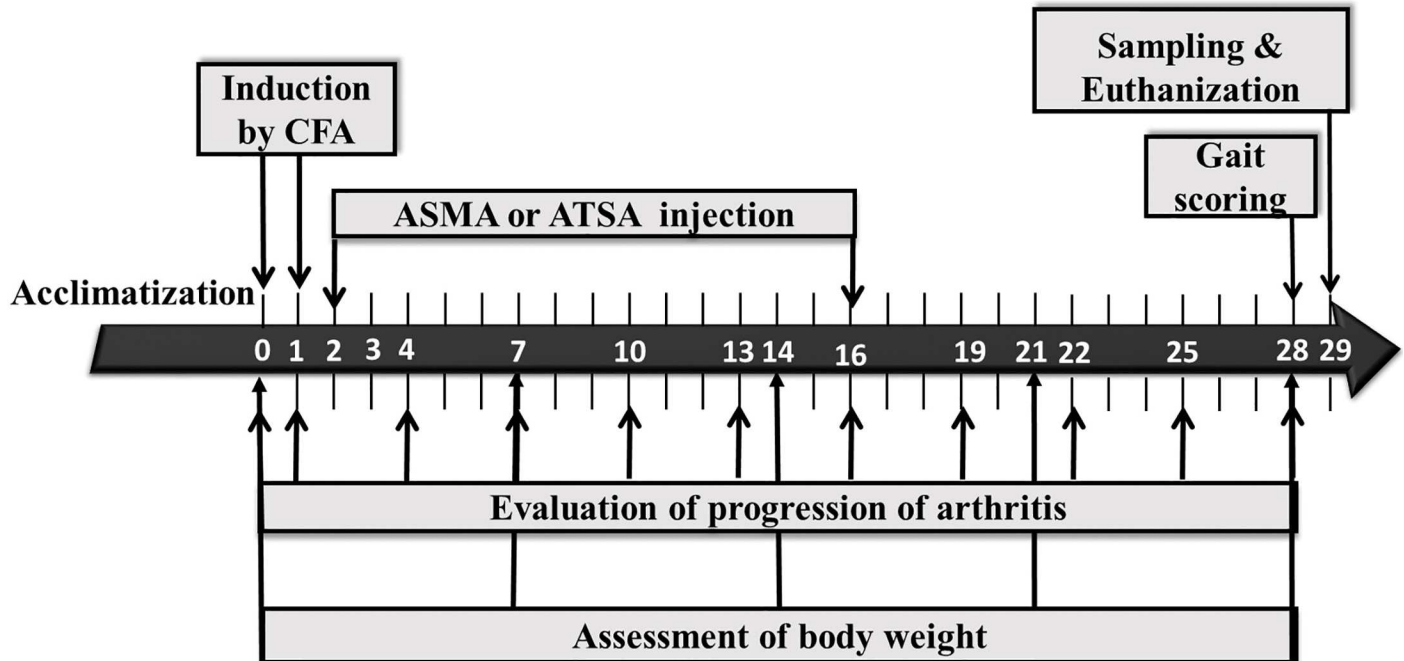 Sampling &
Euthanization
Induction
by CFA
Gait
scoring
ASMA or ATSA injection
Acclimatization
0 1 2 3 4 7 10 13 14 16 19 21 22 25 28 29
Evaluation of progression of arthritis
Assessment of body weight